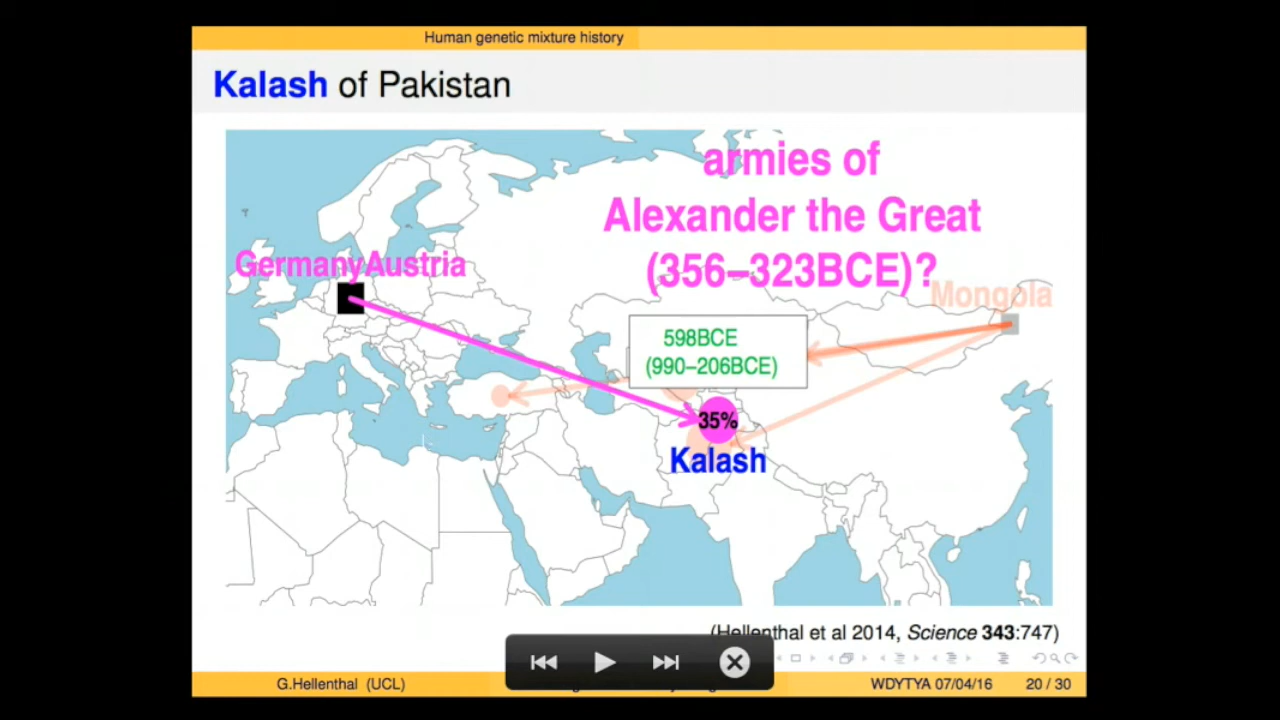 Human genetic mixture history
Kalash of Pakistan
armies of
Alexander the Great
(356–323BCE)?
GermanyAustria
Mongola
598BCE
(990–206BCE)
35%
Kalash
(Hellenthal et al 2014, Science 343:747)
G.Hellenthal (UCL)
WDYTYA 07/04/16
20 / 30